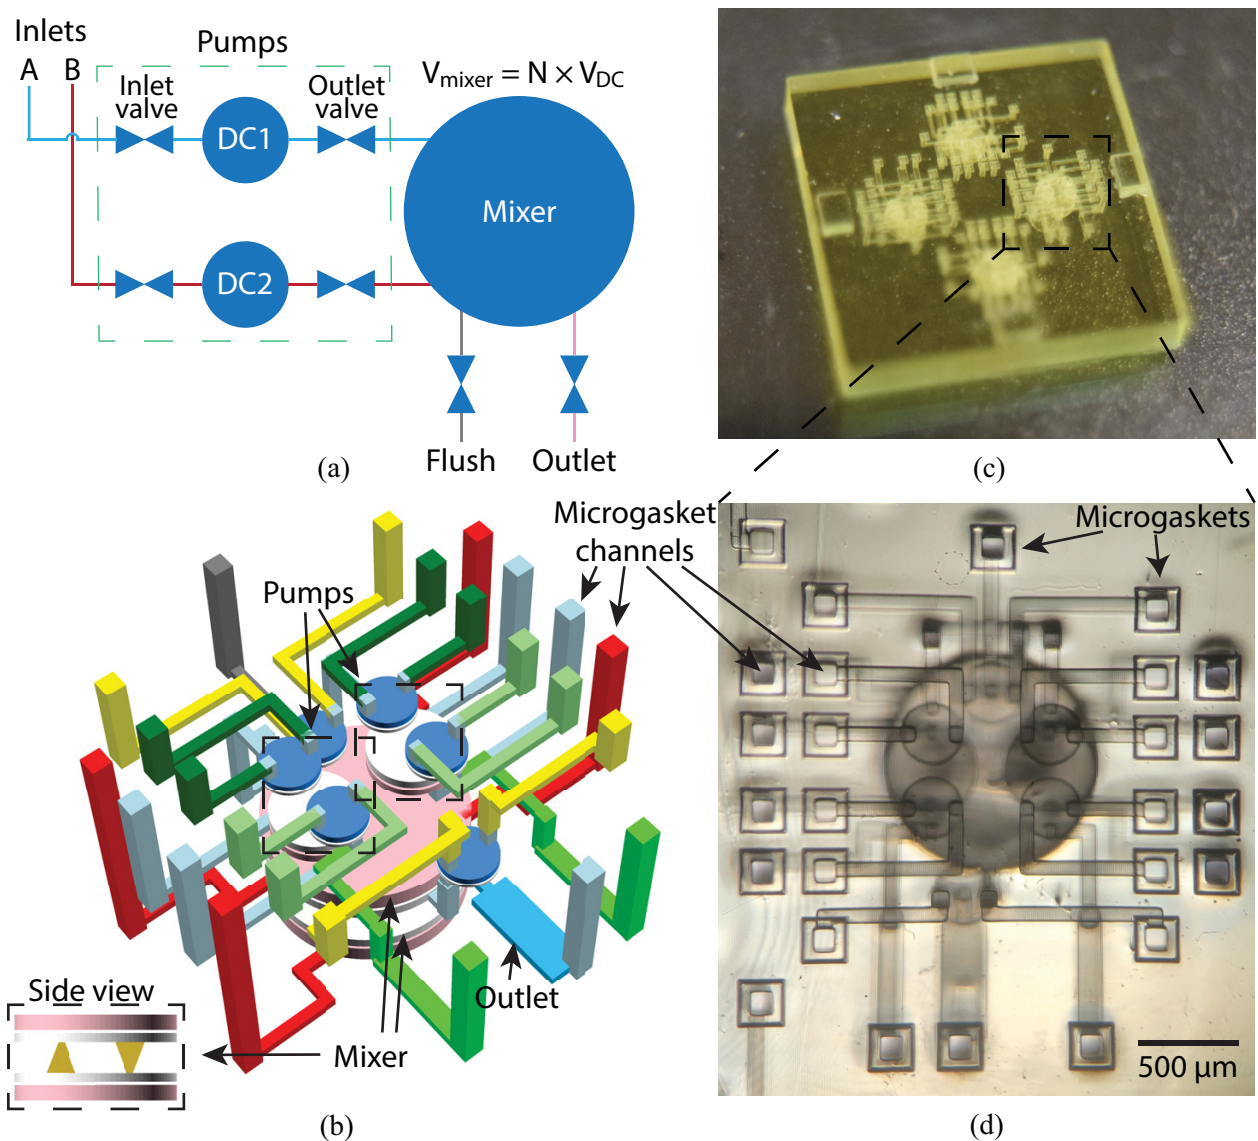 Inlets
A B
Pumps
Inlet
valve
Outlet
valve
V_mixer = N × V_DC
DC1
Mixer
DC2
Flush
Outlet
(a)
(c)
Microgasket
channels
Pumps
Outlet
Mixer
Side view
(b)
Microgaskets
500 μm
(d)